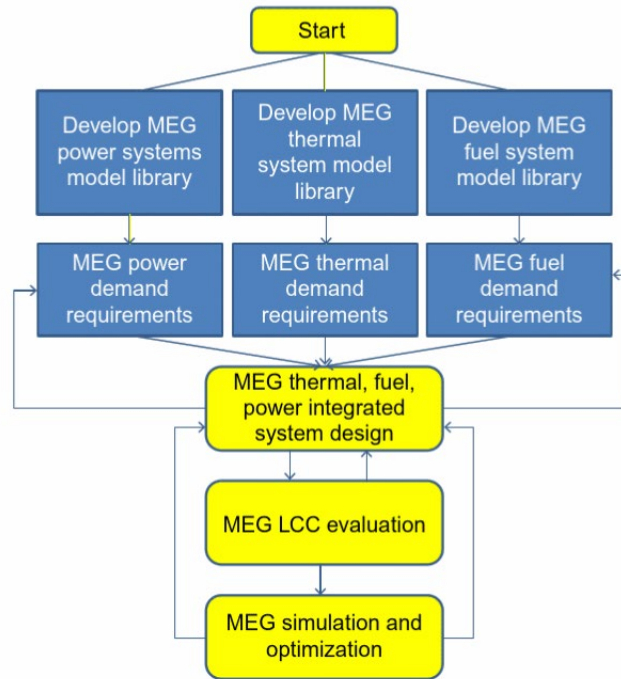 Start
Develop MEG
power systems
model library
Develop MEG
thermal
system model
library
Develop MEG
fuel system
model library
MEG power
demand
requirements
MEG thermal
demand
requirements
MEG fuel
demand
requirements
MEG thermal, fuel,
power integrated
system design
MEG LCC evaluation
MEG simulation and
optimization